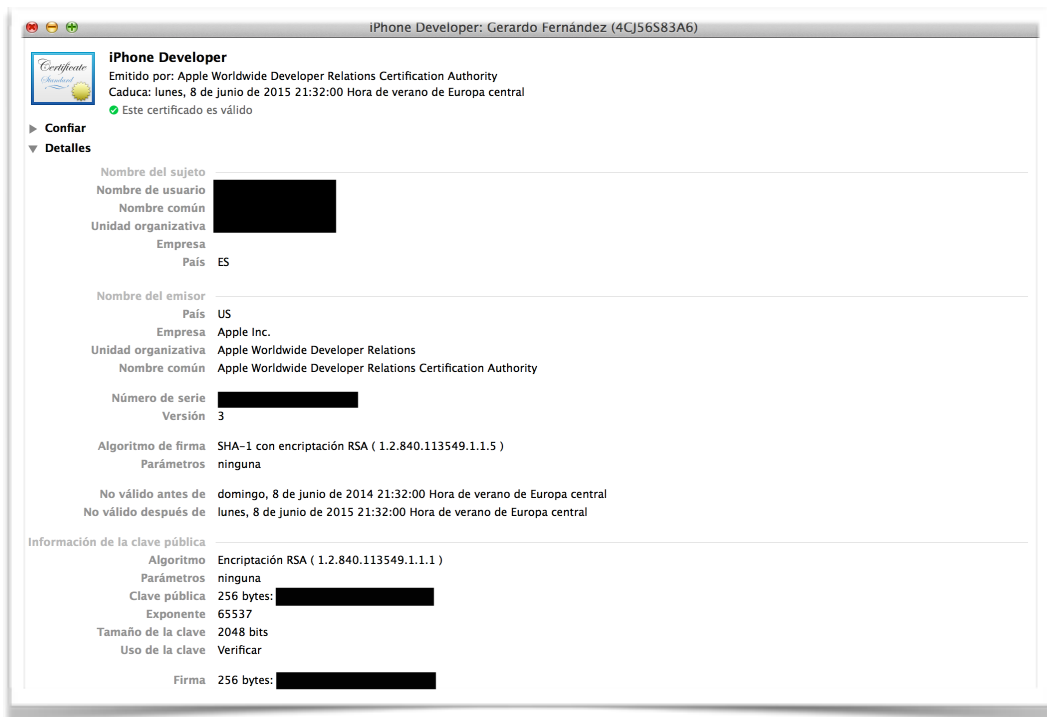 iPhone Developer: Gerardo Fernández (4CJ56S83A6)
Certificate
Standard
iPhone Developer
Emitido por: Apple Worldwide Developer Relations Certification Authority
Caduca: lunes, 8 de junio de 2015 21:32:00 Hora de verano de Europa central
Este certificado es válido
Confiar
Detalles
Nombre del sujeto
Nombre de usuario
Nombre común
Unidad organizativa
Empresa
País ES
Nombre del emisor
País US
Empresa Apple Inc.
Unidad organizativa Apple Worldwide Developer Relations
Nombre común Apple Worldwide Developer Relations Certification Authority
Número de serie
Versión 3
Algoritmo de firma SHA-1 con encriptación RSA ( 1.2.840.113549.1.1.5 )
Parámetros ninguna
No válido antes de domingo, 8 de junio de 2014 21:32:00 Hora de verano de Europa central
No válido después de lunes, 8 de junio de 2015 21:32:00 Hora de verano de Europa central
Información de la clave pública
Algoritmo Encriptación RSA ( 1.2.840.113549.1.1.1 )
Parámetros ninguna
Clave pública 256 bytes:
Exponente 65537
Tamaño de la clave 2048 bits
Uso de la clave Verificar
Firma 256 bytes: